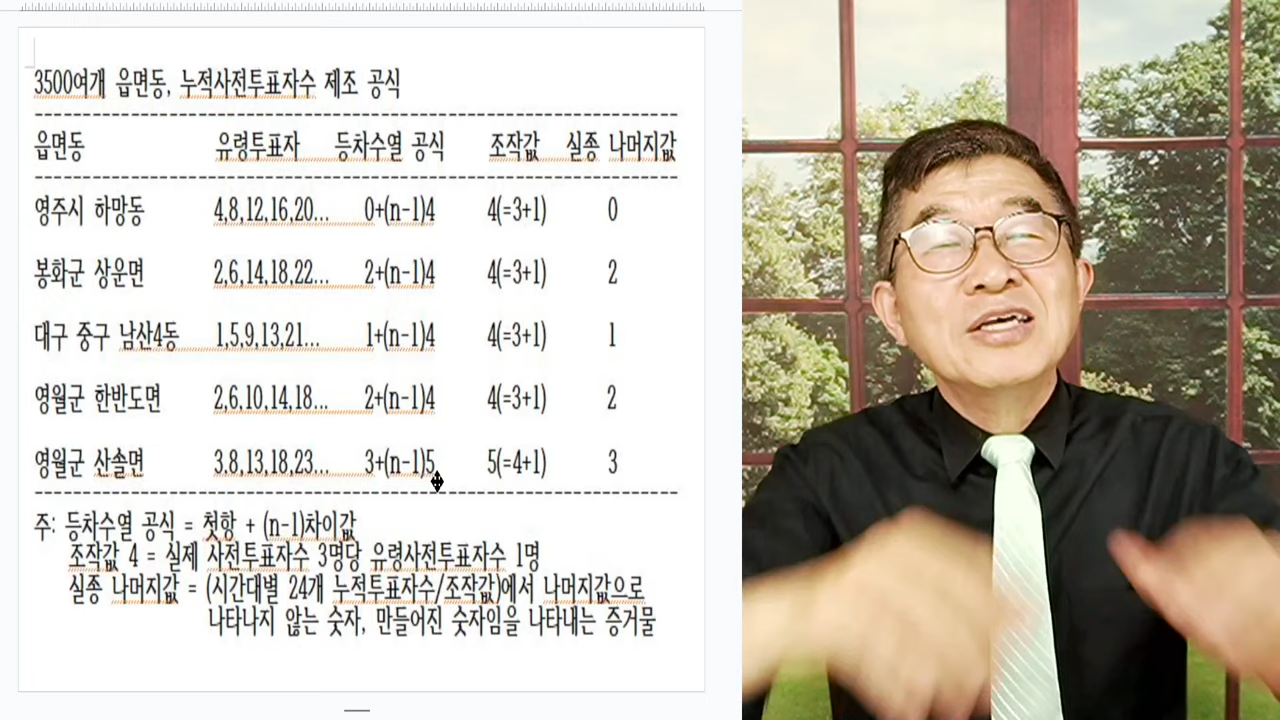 3500여개 읍면동, 누적사전투표자수 제조 공식
읍면동 유령투표자 등차수열 공식 조작값 실종 나머지값
영주시 하망동 4,8,12,16,20... 0+(n-1)4 4(=3+1) 0
봉화군 상운면 2,6,14,18,22... 2+(n-1)4 4(=3+1) 2
대구 중구 남산4동 1,5,9,13,21... 1+(n-1)4 4(=3+1) 1
영월군 한반도면 2,6,10,14,18... 2+(n-1)4 4(=3+1) 2
영월군 산솔면 3,8,13,18,23... 3+(n-1)5 5(=4+1) 3
주: 등차수열 공식 = 첫항 + (n-1)차이값
조작값 4 = 실제 사전투표자수 3명당 유령사전투표자수 1명
실종 나머지값 = (시간대별 24개 누적투표자수/조작값)에서 나머지값으로
나타나지 않는 숫자, 만들어진 숫자임을 나타내는 증거물